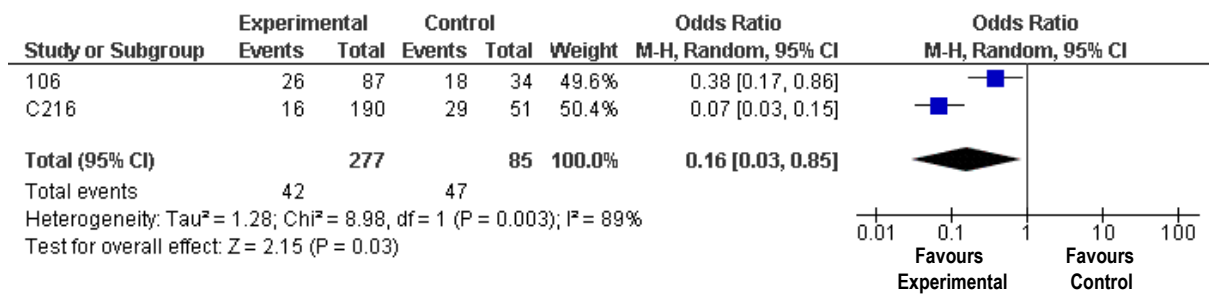 Experimental Control Odds Ratio Odds Ratio
Study or Subgroup Events Total Events Total Weight M-H, Random, 95% CI M-H, Random, 95% CI
106 26 87 18 34 49.6% 0.38 [0.17, 0.86]
C216 16 190 29 51 50.4% 0.07 [0.03, 0.15]
Total (95% CI) 277 85 100.0% 0.16 [0.03, 0.85]
Total events 42 47
Heterogeneity: Tau² = 1.28; Chi² = 8.98, df = 1 (P = 0.003); I² = 89%
Test for overall effect: Z = 2.15 (P = 0.03)
0.01 0.1 1 10 100
Favours Favours
Experimental Control